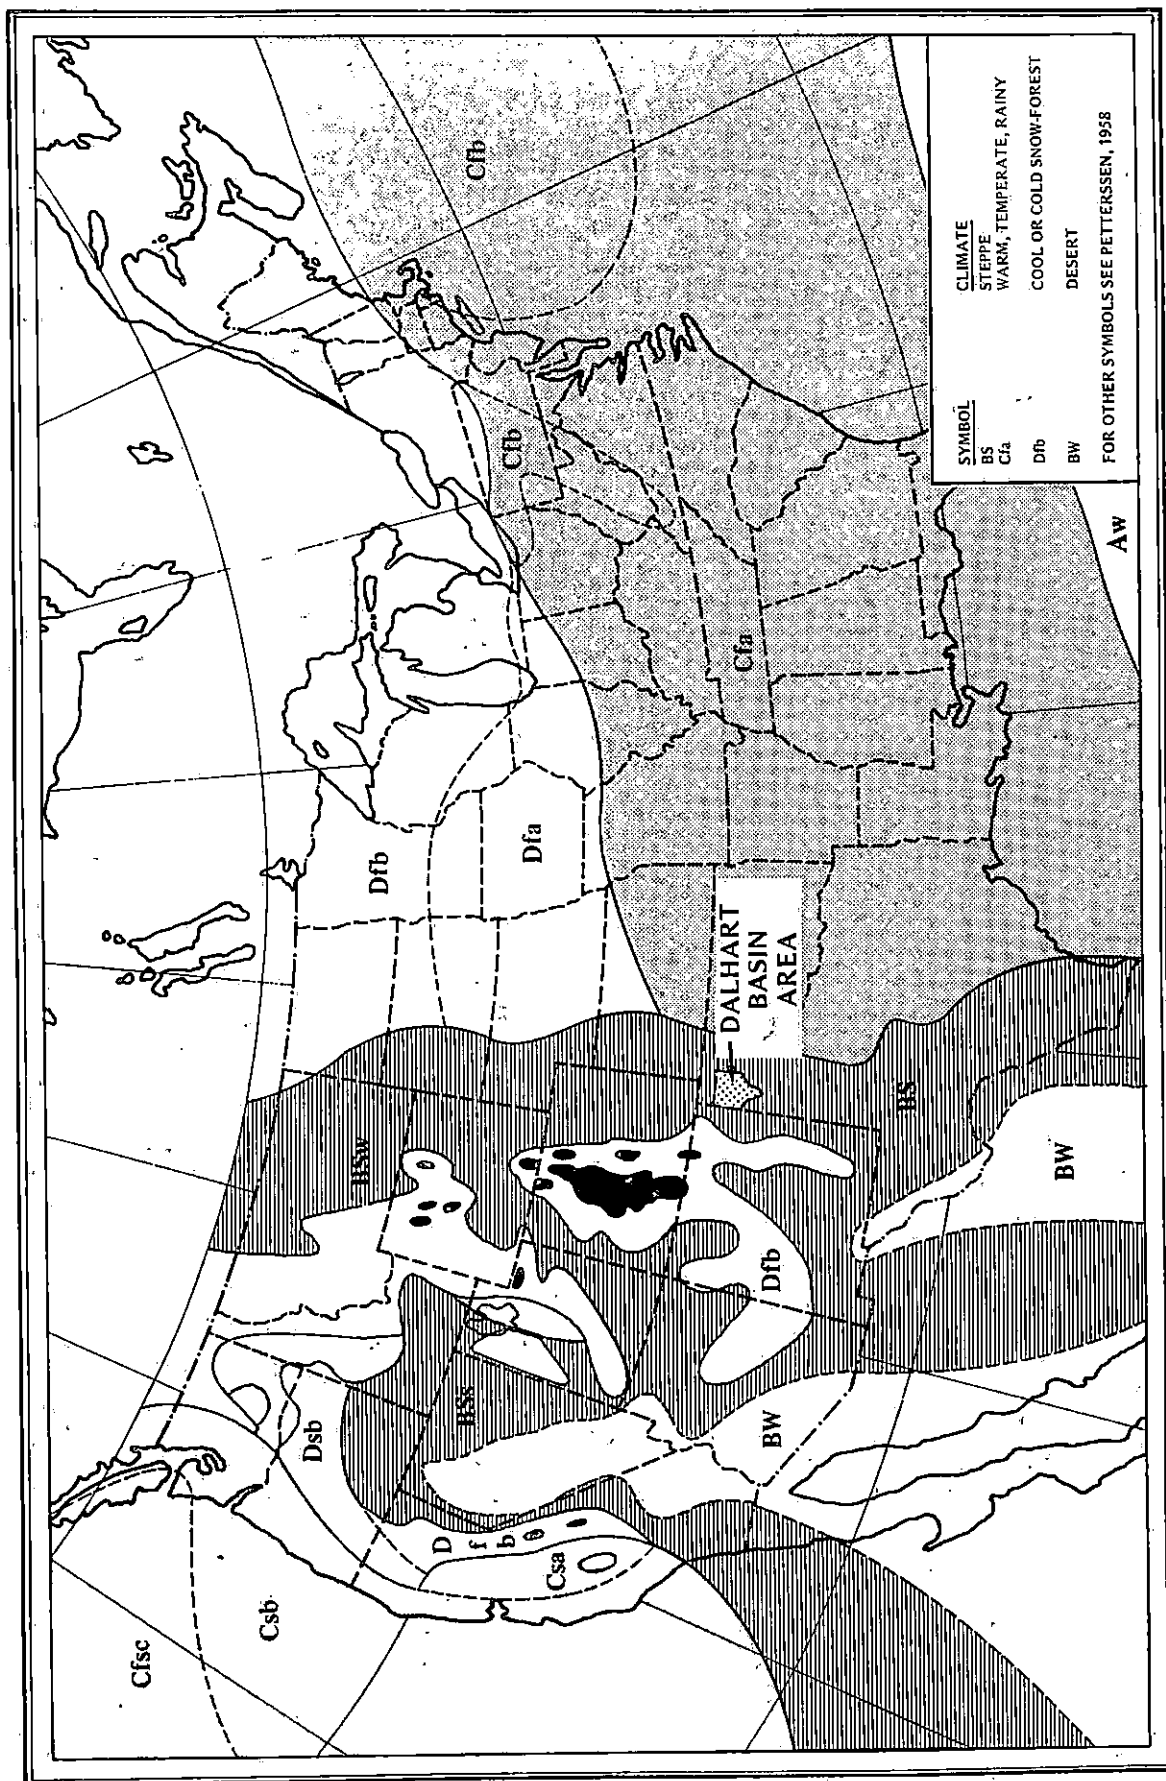 Cfsc
Csb
Dsb
D
f
b
Csa
BSs
BSw
BW
Dfb
BS
BW
Dfb
Dfa
DALHART
BASIN
AREA
Cfa
Cfb
Cfb
Aw
SYMBOL CLIMATE
BS STEPPE
Cfa WARM, TEMPERATE, RAINY
Dfb COOL OR COLD SNOW-FOREST
BW DESERT
FOR OTHER SYMBOLS SEE PETTERSSEN, 1958